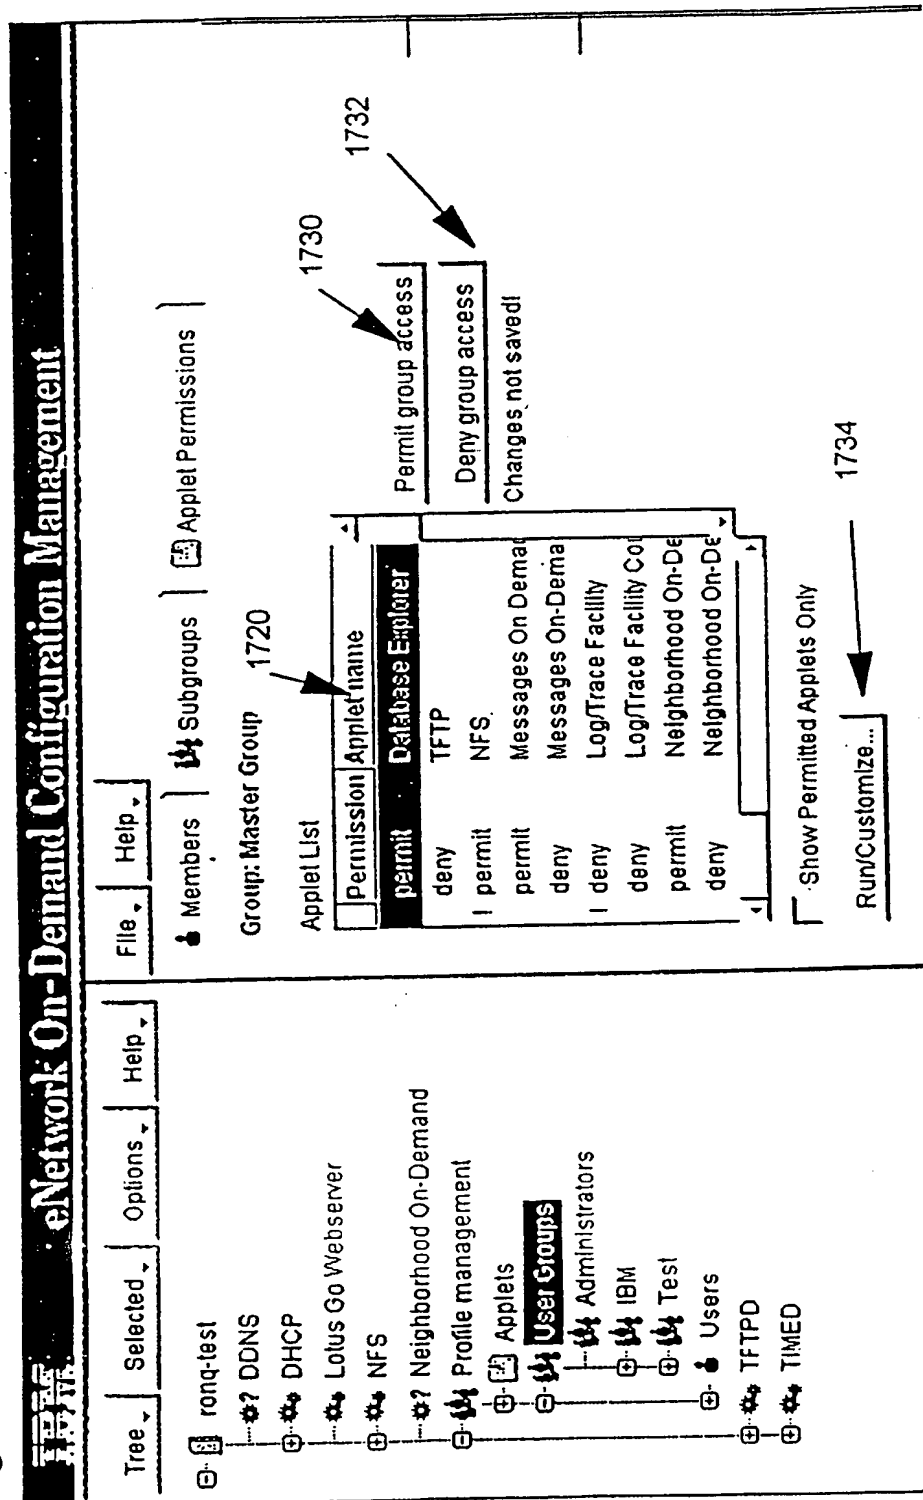 IBM eNetwork On-Demand Configuration Management
Tree Selected Options Help
ronq-test
? DDNS
DHCP
Lotus Go Webserver
NFS
? Neighborhood On-Demand
Profile management
Applets
User Groups
Administrators
IBM
Test
Users
TFTPD
TIMED
File Help
Members Subgroups Applet Permissions
Group: Master Group
1720
Applet List
Permission Applet name
permit Database Explorer
deny TFTP
! permit NFS
permit Messages On Demand
deny Messages On-Dema
! deny Log/Trace Facility
deny Log/Trace Facility Cou
permit Neighborhood On-De
deny Neighborhood On-De
1730
Permit group access
1732
Deny group access
Changes not saved!
Show Permitted Applets Only
Run/Customize...
1734